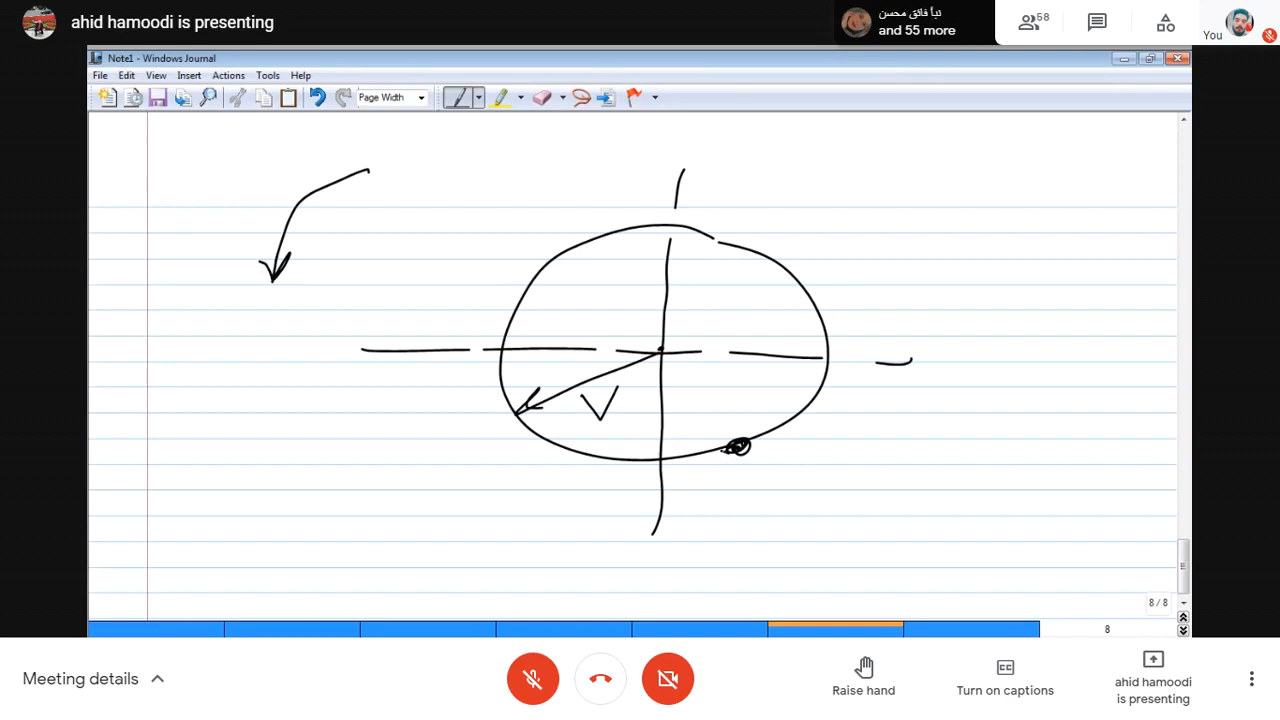 ahid hamoodi is presenting
نبأ فائق محسن
and 55 more
58
You
Note1 - Windows Journal
File Edit View Insert Actions Tools Help
Page Width
V
8 / 8
8
Meeting details
Raise hand
Turn on captions
ahid hamoodi
is presenting